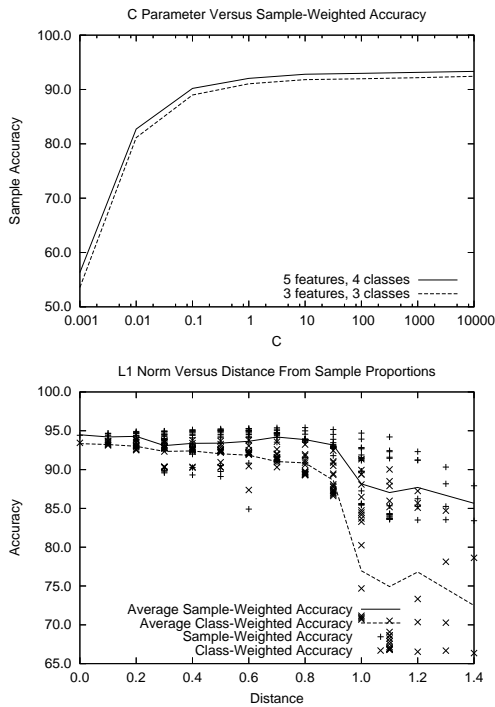 C Parameter Versus Sample-Weighted Accuracy
100.0
90.0
80.0
70.0
60.0
50.0
Sample Accuracy
5 features, 4 classes
3 features, 3 classes
0.001 0.01 0.1 1 10 100 1000 10000
C
L1 Norm Versus Distance From Sample Proportions
100.0
95.0
90.0
85.0
80.0
75.0
70.0
65.0
Accuracy
Average Sample-Weighted Accuracy
Average Class-Weighted Accuracy
Sample-Weighted Accuracy
Class-Weighted Accuracy
0.0 0.2 0.4 0.6 0.8 1.0 1.2 1.4
Distance